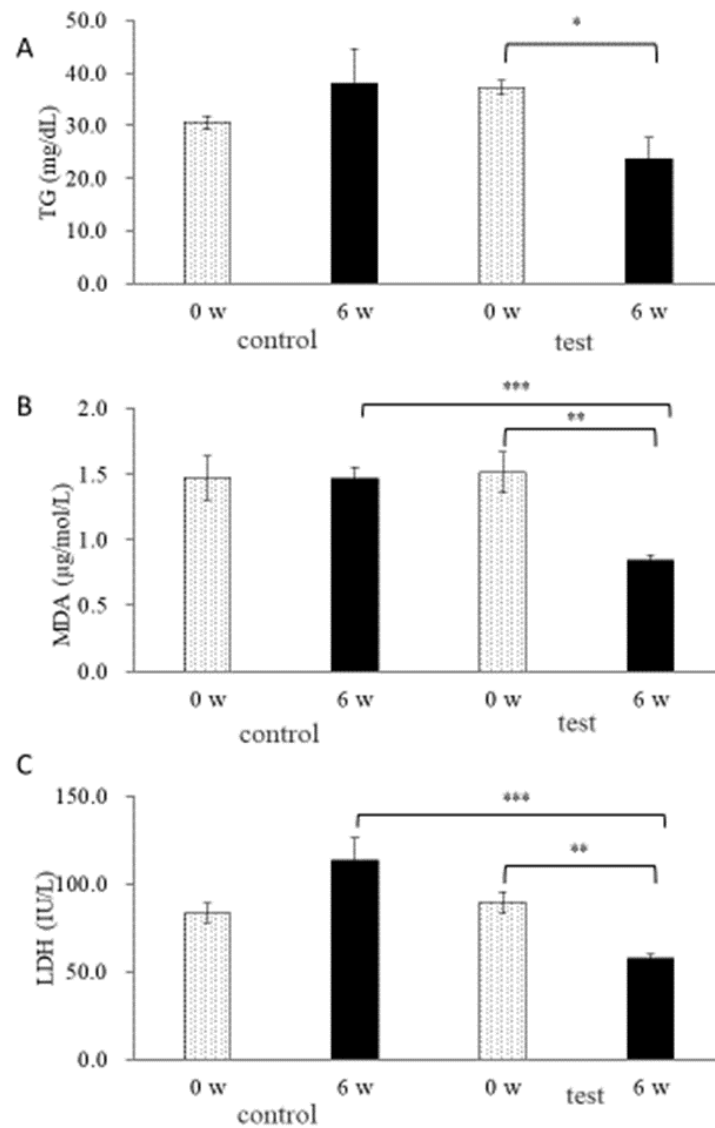 A
TG (mg/dL)
50.0
40.0
30.0
20.0
10.0
0.0
*
0 w 6 w 0 w 6 w
control test
B
MDA (µg/mol/L)
2.0
1.5
1.0
0.5
0.0
***
**
0 w 6 w 0 w 6 w
control test
C
LDH (IU/L)
150.0
100.0
50.0
0.0
***
**
0 w 6 w 0 w 6 w
control test